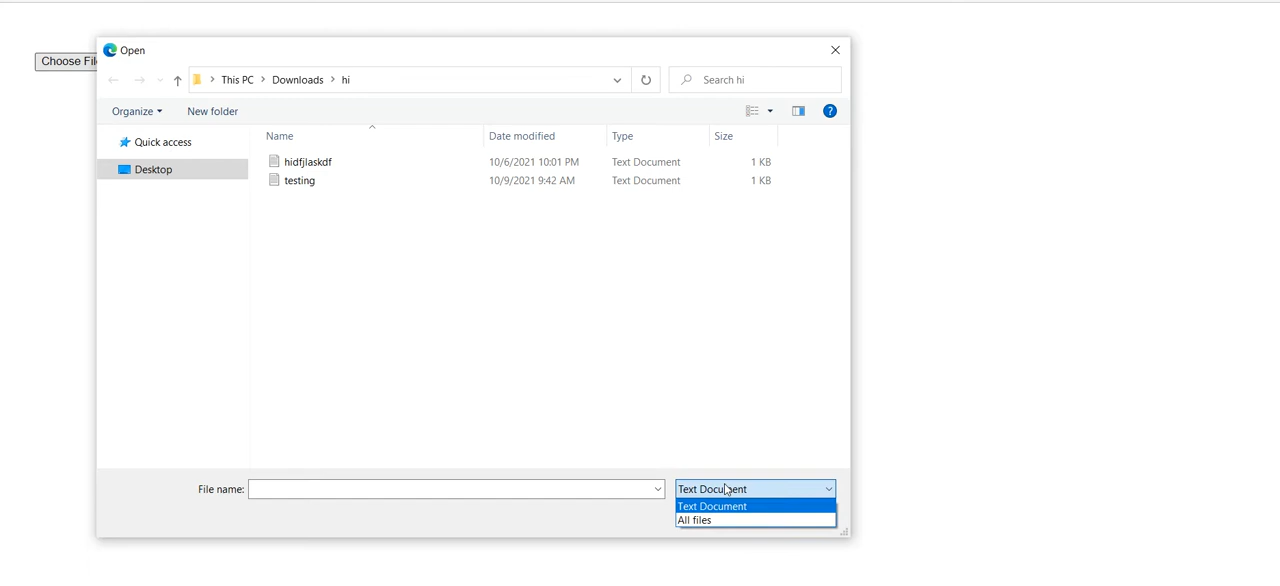 Open
Choose Fil
This PC Downloads hi Search hi
Organize New folder
Quick access
Desktop
Name Date modified Type Size
hidfjlaskdf 10/6/2021 10:01 PM Text Document 1 KB
testing 10/9/2021 9:42 AM Text Document 1 KB
File name: Text Document
Text Document
All files